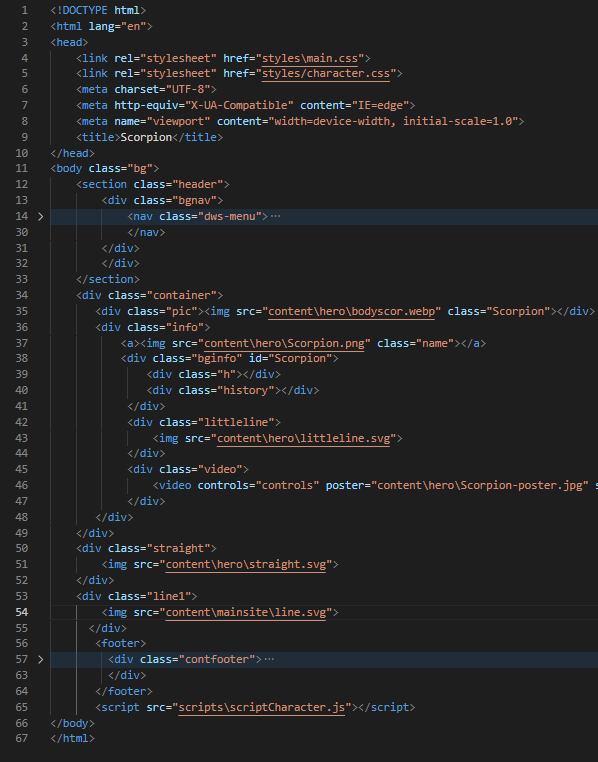 1 <!DOCTYPE html>
2 <html lang="en">
3 <head>
4 <link rel="stylesheet" href="styles\main.css">
5 <link rel="stylesheet" href="styles/character.css">
6 <meta charset="UTF-8">
7 <meta http-equiv="X-UA-Compatible" content="IE=edge">
8 <meta name="viewport" content="width=device-width, initial-scale=1.0">
9 <title>Scorpion</title>
10 </head>
11 <body class="bg">
12 <section class="header">
13 <div class="bgnav">
14 <nav class="dws-menu">…
30 </nav>
31 </div>
32 </div>
33 </section>
34 <div class="container">
35 <div class="pic"><img src="content\hero\bodyscor.webp" class="Scorpion"></div>
36 <div class="info">
37 <a><img src="content\hero\Scorpion.png" class="name"></a>
38 <div class="bginfo" id="Scorpion">
39 <div class="h"></div>
40 <div class="history"></div>
41 </div>
42 <div class="littleline">
43 <img src="content\hero\littleline.svg">
44 </div>
45 <div class="video">
46 <video controls="controls" poster="content\hero\Scorpion-poster.jpg" s
47 </div>
48 </div>
49 </div>
50 <div class="straight">
51 <img src="content\hero\straight.svg">
52 </div>
53 <div class="line1">
54 <img src="content\mainsite\line.svg">
55 </div>
56 <footer>
57 <div class="contfooter">…
63 </div>
64 </footer>
65 <script src="scripts\scriptCharacter.js"></script>
66 </body>
67 </html>